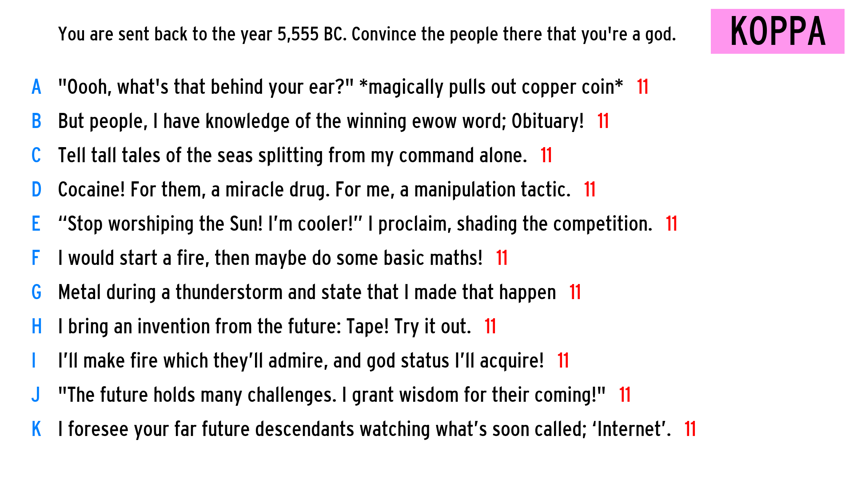 You are sent back to the year 5,555 BC. Convince the people there that you're a god.
KOPPA
A "Oooh, what's that behind your ear?" *magically pulls out copper coin* 11
B But people, I have knowledge of the winning ewow word; Obituary! 11
C Tell tall tales of the seas splitting from my command alone. 11
D Cocaine! For them, a miracle drug. For me, a manipulation tactic. 11
E “Stop worshiping the Sun! I’m cooler!” I proclaim, shading the competition. 11
F I would start a fire, then maybe do some basic maths! 11
G Metal during a thunderstorm and state that I made that happen 11
H I bring an invention from the future: Tape! Try it out. 11
I I’ll make fire which they’ll admire, and god status I’ll acquire! 11
J "The future holds many challenges. I grant wisdom for their coming!" 11
K I foresee your far future descendants watching what’s soon called; ‘Internet’. 11